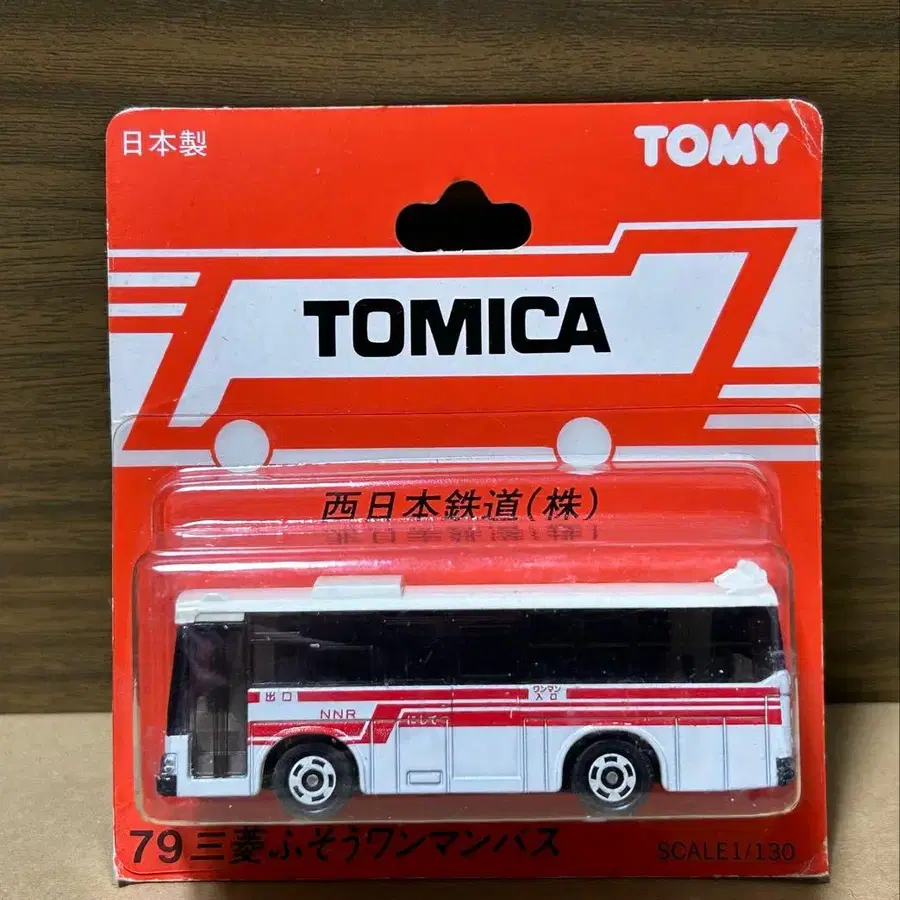 日本製
TOMY
TOMICA
西日本鉄道(株)
出口
ワンマン
入口
NNR
にしてつ
79 三菱ふそうワンマンバス
SCALE 1/130